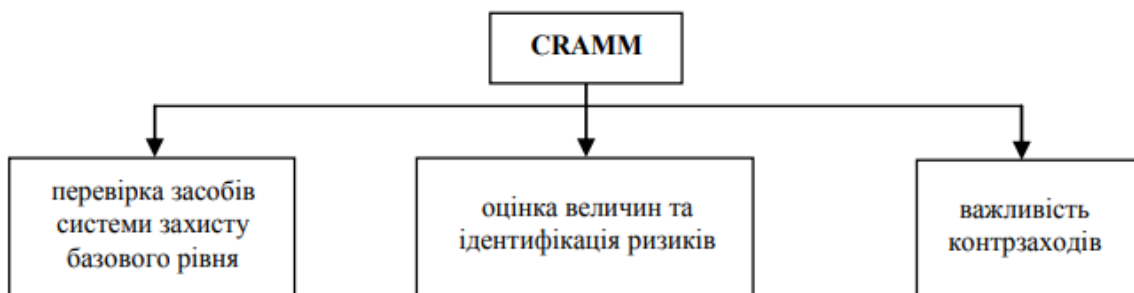 CRAMM
перевірка засобів
системи захисту
базового рівня
оцінка величин та
ідентифікація ризиків
важливість
контрзаходів